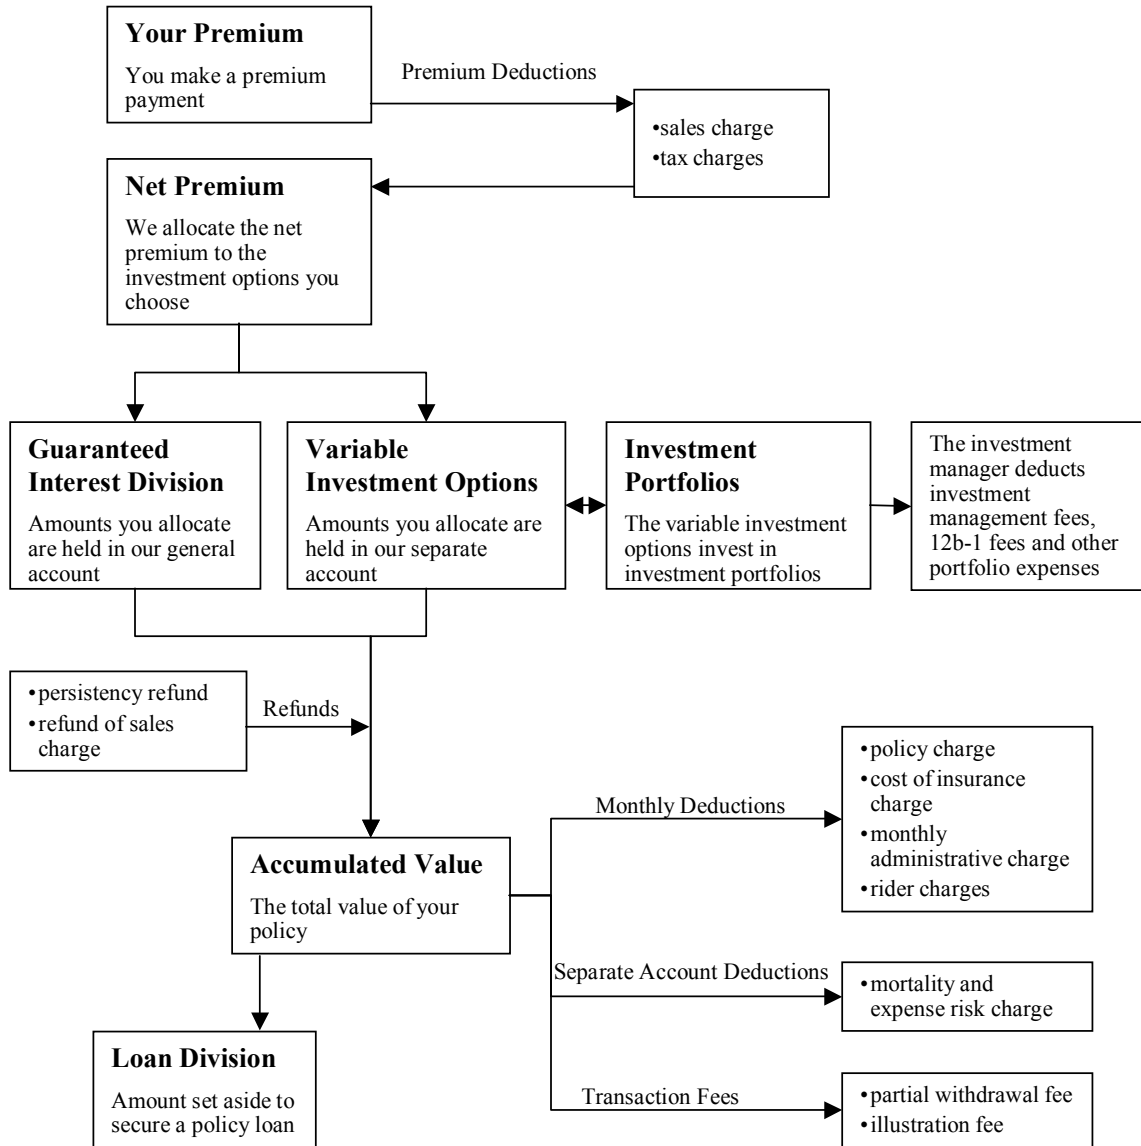 Your Premium
You make a premium
payment
Premium Deductions
•sales charge
•tax charges
Net Premium
We allocate the net
premium to the
investment options you
choose
Guaranteed
Interest Division
Amounts you allocate
are held in our general
account
Variable
Investment Options
Amounts you allocate are
held in our separate
account
Investment
Portfolios
The variable investment
options invest in
investment portfolios
The investment
manager deducts
investment
management fees,
12b-1 fees and other
portfolio expenses
•persistency refund
•refund of sales
charge
Refunds
Monthly Deductions
•policy charge
•cost of insurance
charge
•monthly
administrative charge
•rider charges
Accumulated Value
The total value of your
policy
Separate Account Deductions
•mortality and
expense risk charge
Loan Division
Amount set aside to
secure a policy loan
Transaction Fees
•partial withdrawal fee
•illustration fee